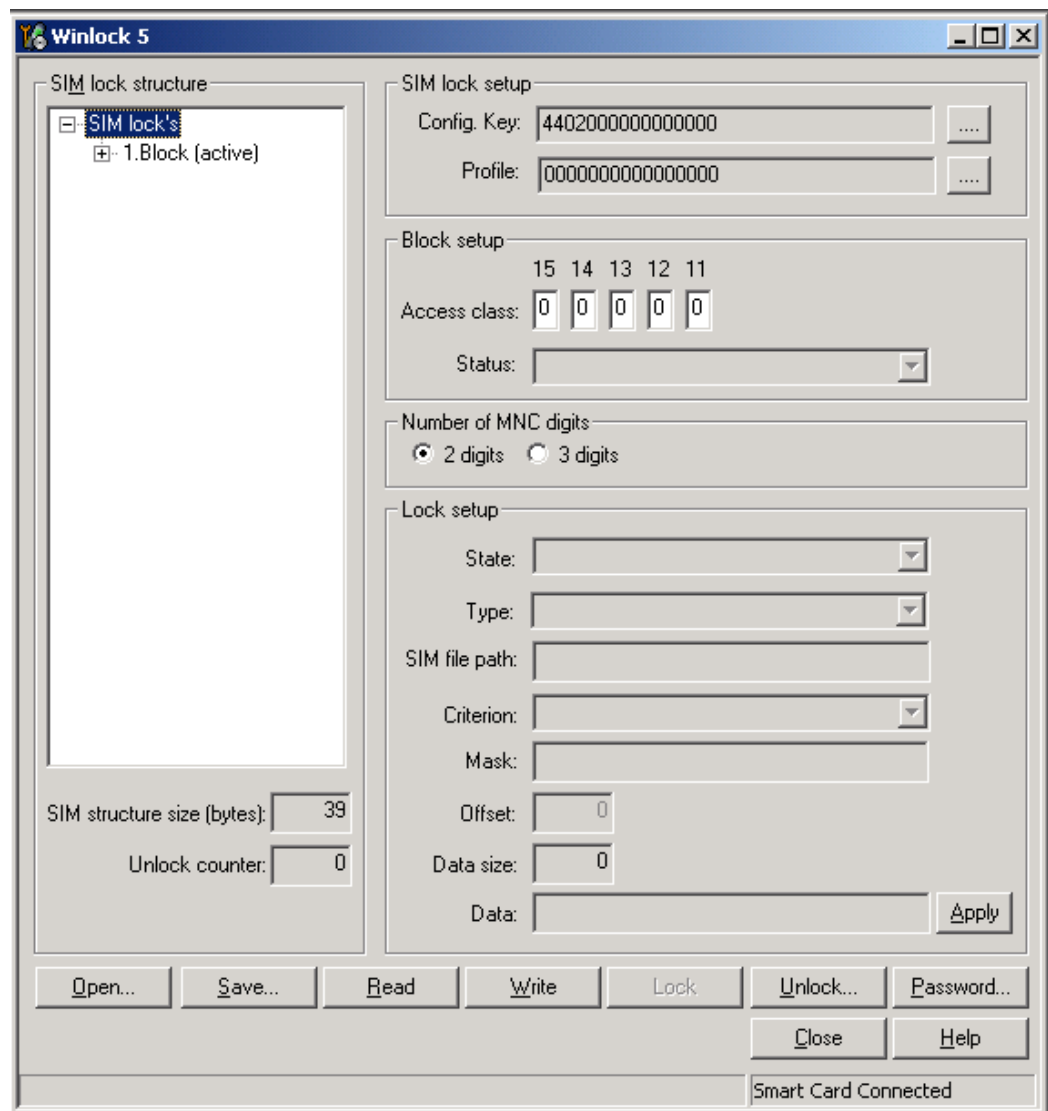 Winlock 5
SIM lock structure
SIM lock's
1.Block (active)
SIM structure size (bytes): 39
Unlock counter: 0
SIM lock setup
Config. Key: 4402000000000000 ....
Profile: 0000000000000000 ....
Block setup
15 14 13 12 11
Access class: 0 0 0 0 0
Status:
Number of MNC digits
2 digits 3 digits
Lock setup
State:
Type:
SIM file path:
Criterion:
Mask:
Offset: 0
Data size: 0
Data: Apply
Open... Save... Read Write Lock Unlock... Password...
Close Help
Smart Card Connected